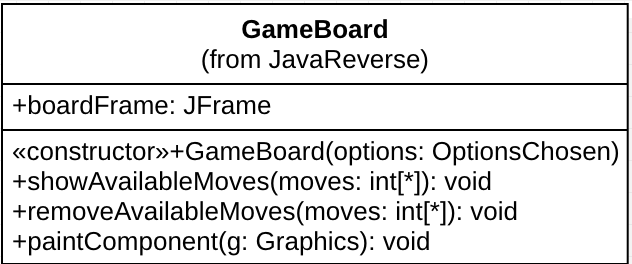 GameBoard
(from JavaReverse)
+boardFrame: JFrame
«constructor»+GameBoard(options: OptionsChosen)
+showAvailableMoves(moves: int[*]): void
+removeAvailableMoves(moves: int[*]): void
+paintComponent(g: Graphics): void